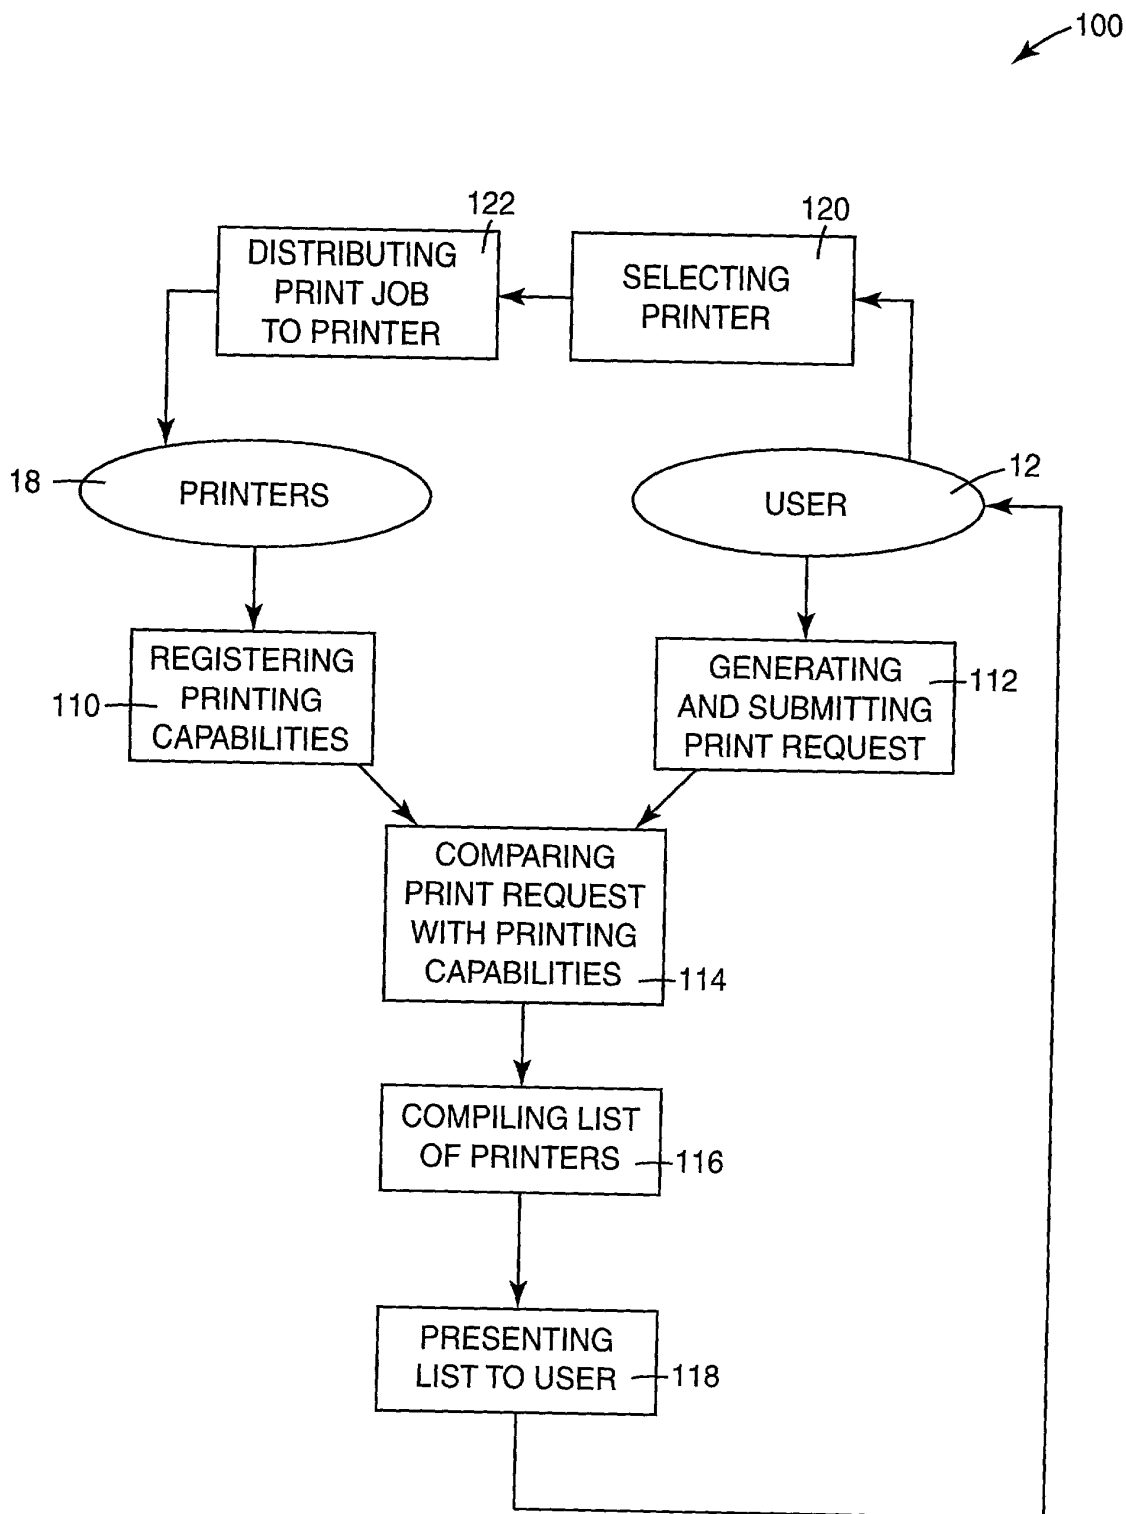 100
122
120
DISTRIBUTING
PRINT JOB
TO PRINTER
SELECTING
PRINTER
18
PRINTERS
12
USER
REGISTERING
PRINTING
CAPABILITIES
110
GENERATING
AND SUBMITTING
PRINT REQUEST
112
COMPARING
PRINT REQUEST
WITH PRINTING
CAPABILITIES
114
COMPILING LIST
OF PRINTERS
116
PRESENTING
LIST TO USER
118